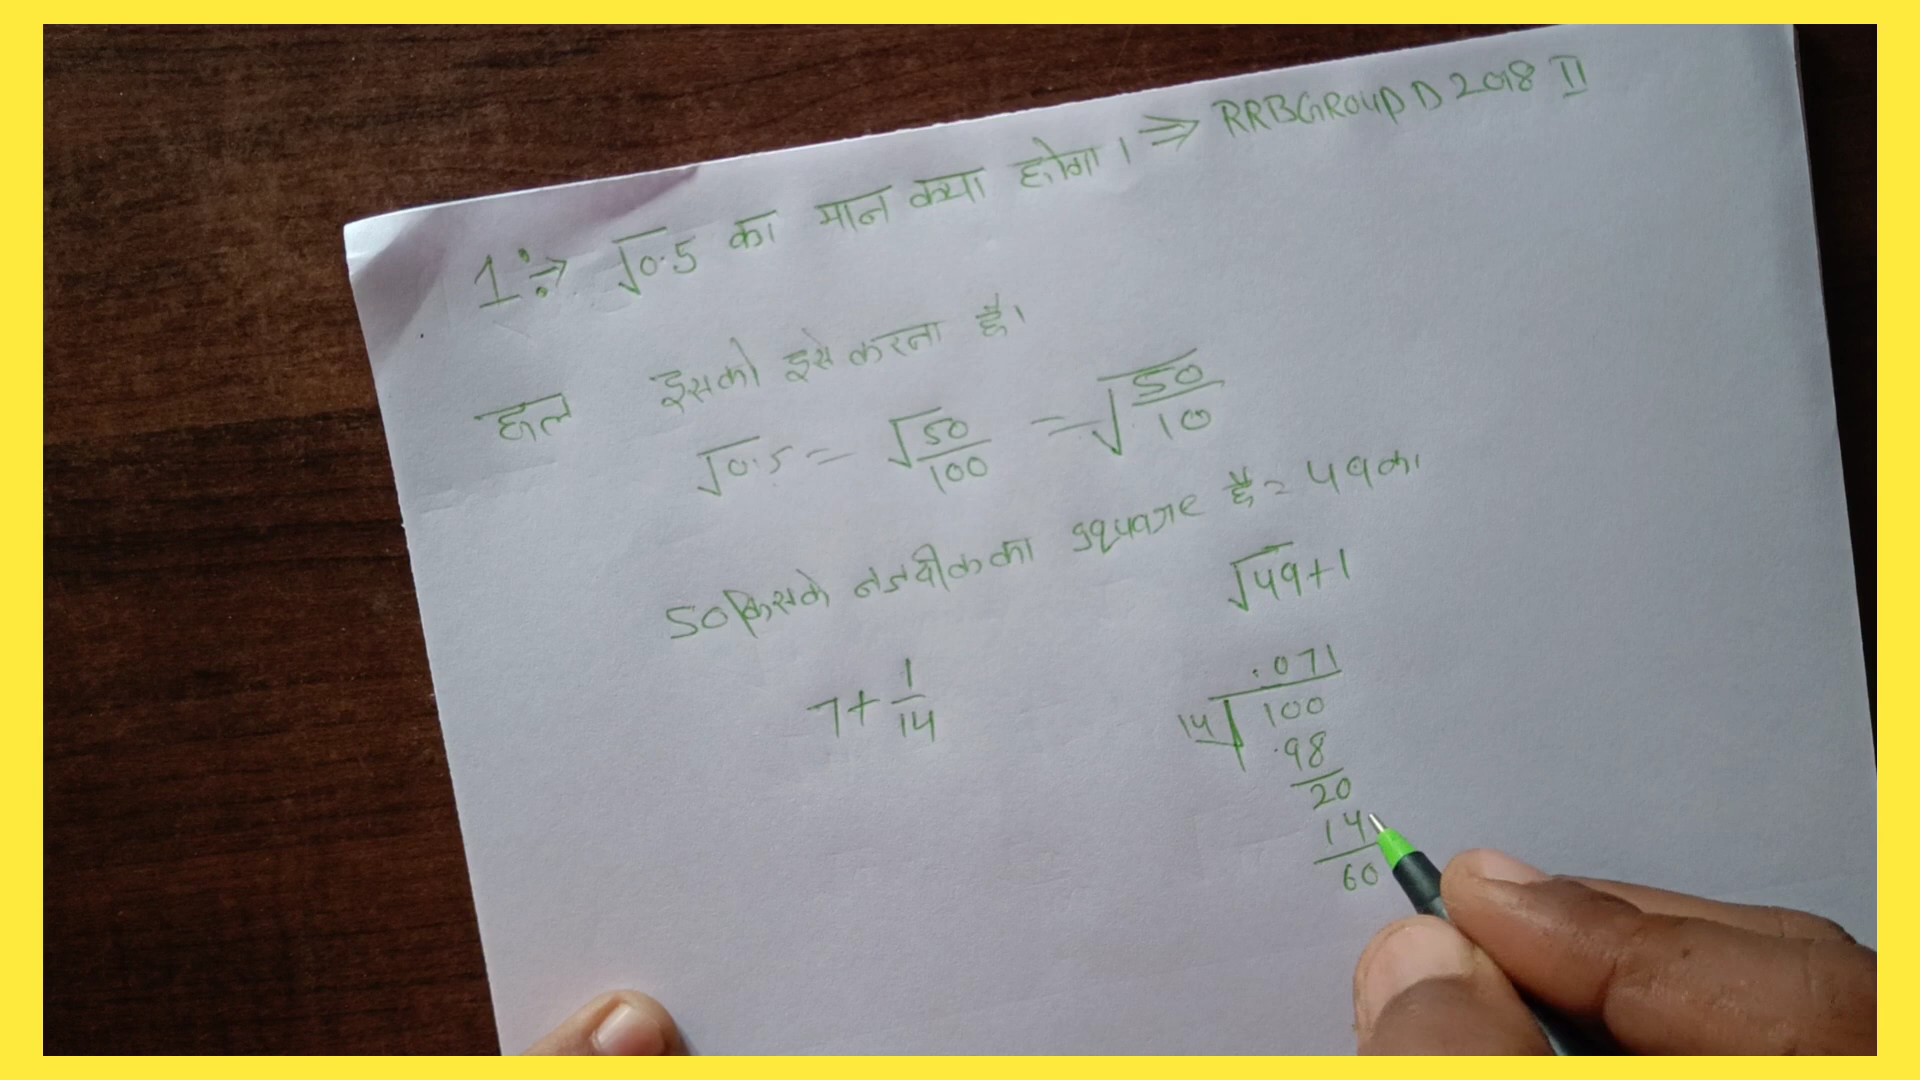 1 :⇒ √0.5 का मान क्या होगा। ⇒ RRB GROUP D 2018 II
हल इसको इसे करना है।
√0.5 = √50/100 = √50/10
50 किसके नजदीक का square है = 49 का
√49+1
7+1/14
.071
14 100
.98
20
14
60